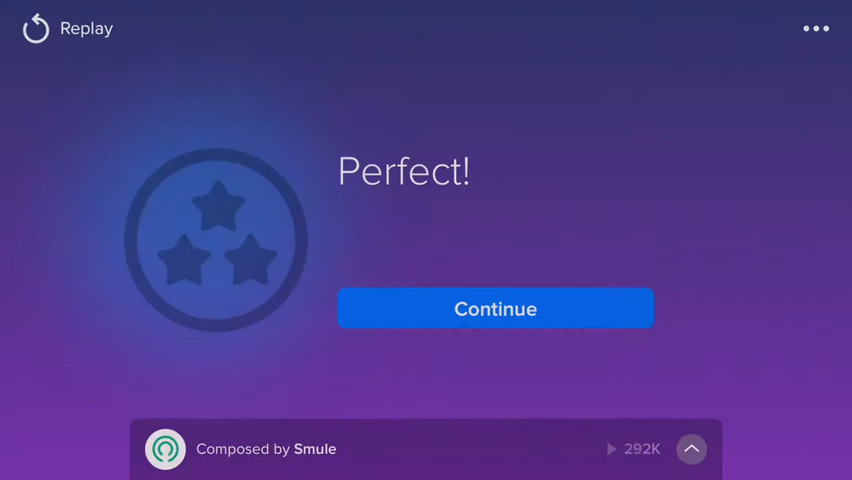 Replay
Perfect!
Continue
Composed by Smule
292K